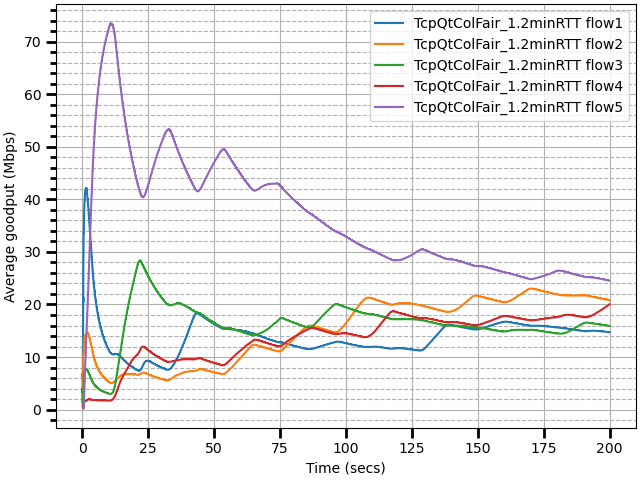 TcpQtColFair_1.2minRTT flow1
TcpQtColFair_1.2minRTT flow2
TcpQtColFair_1.2minRTT flow3
TcpQtColFair_1.2minRTT flow4
TcpQtColFair_1.2minRTT flow5
Average goodput (Mbps)
70
60
50
40
30
20
10
0
0 25 50 75 100 125 150 175 200
Time (secs)